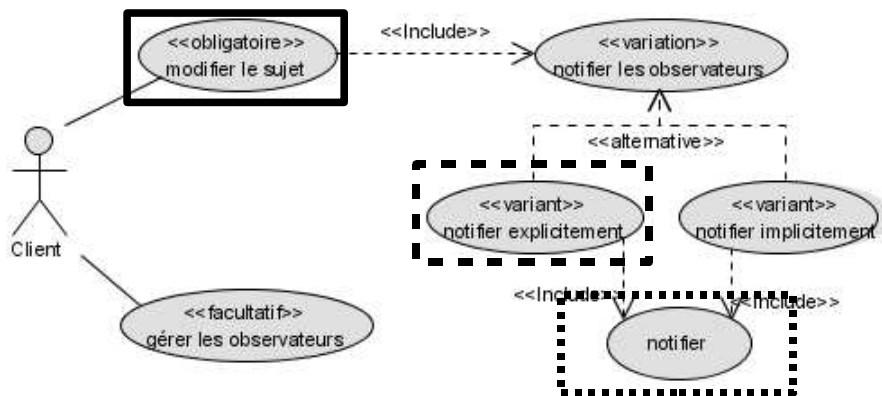 <<obligatoire>>
modifier le sujet
<<Include>>
<<variation>>
notifier les observateurs
<<alternative>>
<<variant>>
notifier explicitement
<<variant>>
notifier implicitement
Client
<<Include>>
<<Include>>
<<facultatif>>
gérer les observateurs
notifier